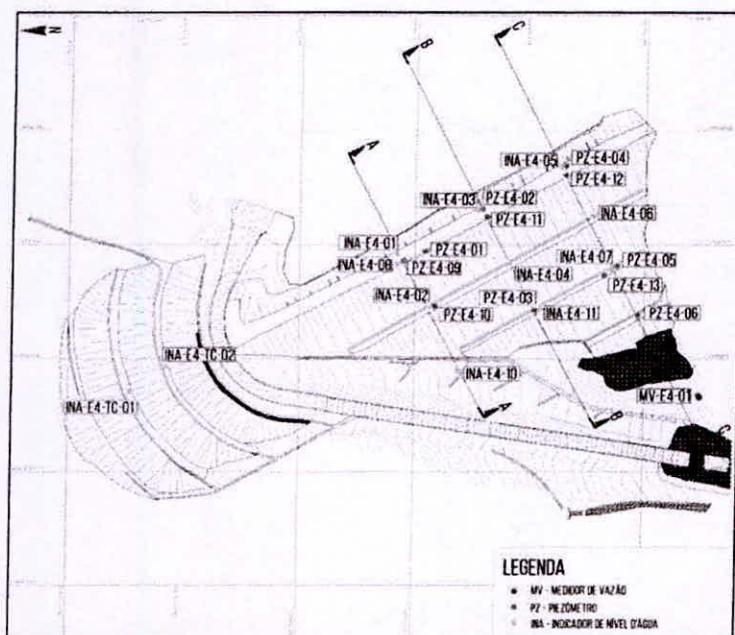 N
C
B
A
INA-E4-05
PZ-E4-04
PZ-E4-12
INA-E4-03
PZ-E4-02
PZ-E4-11
INA-E4-06
INA-E4-01
PZ-E4-01
INA-E4-08
PZ-E4-09
INA-E4-07
PZ-E4-05
INA-E4-04
PZ-E4-13
INA-E4-02
PZ-E4-03
PZ-E4-10
INA-E4-11
PZ-E4-06
INA-E4-TC-02
INA-E4-10
MV-E4-01
INA-E4-TC-01
A
B
C
LEGENDA
MV - MEDIDOR DE VAZÃO
PZ - PIEZÔMETRO
INA - INDICADOR DE NÍVEL D'ÁGUA